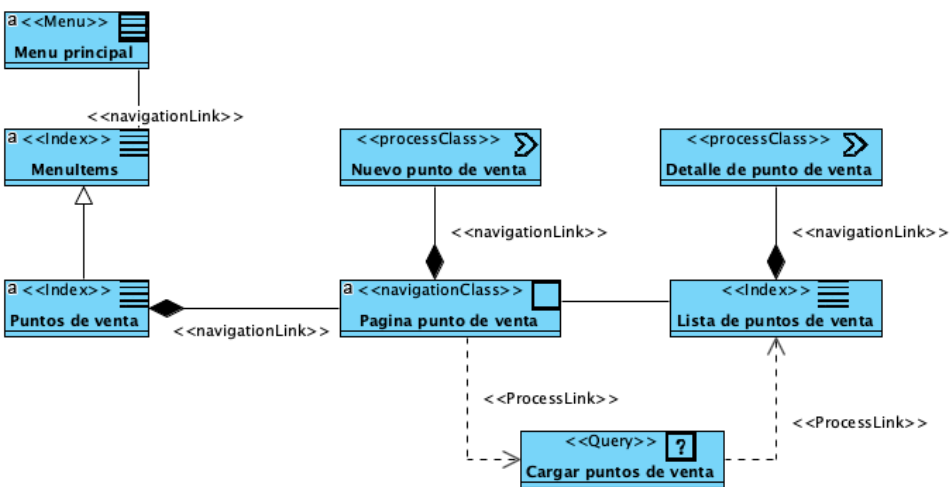 a <<Menu>>
Menu principal
<<navigationLink>>
a <<Index>>
MenuItems
<<processClass>>
Nuevo punto de venta
<<processClass>>
Detalle de punto de venta
<<navigationLink>>
<<navigationLink>>
a <<Index>>
Puntos de venta
<<navigationLink>>
a <<navigationClass>>
Pagina punto de venta
<<Index>>
Lista de puntos de venta
<<ProcessLink>>
<<ProcessLink>>
<<Query>> ?
Cargar puntos de venta